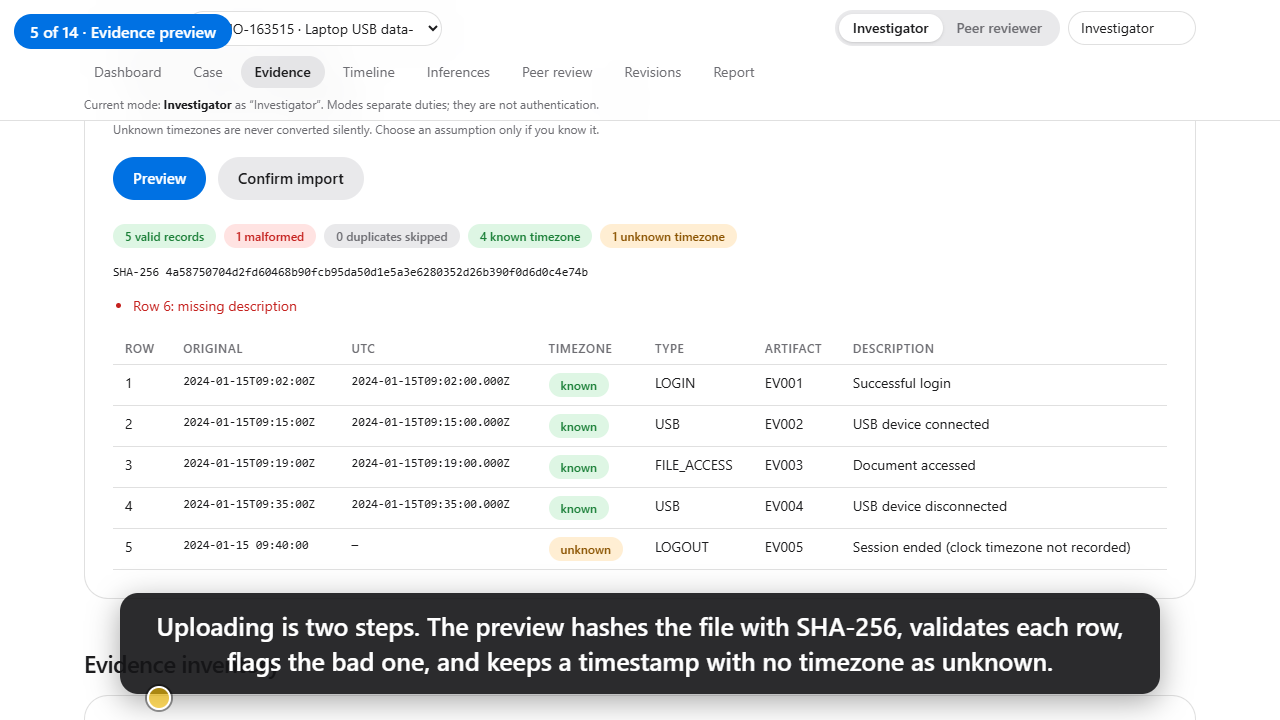 5 of 14 · Evidence preview
O-163515 · Laptop USB data-
Investigator
Peer reviewer
Investigator
Dashboard
Case
Evidence
Timeline
Inferences
Peer review
Revisions
Report
Current mode: Investigator as “Investigator”. Modes separate duties; they are not authentication.
Unknown timezones are never converted silently. Choose an assumption only if you know it.
Preview
Confirm import
5 valid records
1 malformed
0 duplicates skipped
4 known timezone
1 unknown timezone
SHA-256 4a58750704d2fd60468b90fcb95da50d1e5a3e6280352d26b390f0d6d0c4e74b
• Row 6: missing description
ROW ORIGINAL UTC TIMEZONE TYPE ARTIFACT DESCRIPTION
1 2024-01-15T09:02:00Z 2024-01-15T09:02:00.000Z known LOGIN EV001 Successful login
2 2024-01-15T09:15:00Z 2024-01-15T09:15:00.000Z known USB EV002 USB device connected
3 2024-01-15T09:19:00Z 2024-01-15T09:19:00.000Z known FILE_ACCESS EV003 Document accessed
4 2024-01-15T09:35:00Z 2024-01-15T09:35:00.000Z known USB EV004 USB device disconnected
5 2024-01-15 09:40:00 — unknown LOGOUT EV005 Session ended (clock timezone not recorded)
Uploading is two steps. The preview hashes the file with SHA-256, validates each row,
flags the bad one, and keeps a timestamp with no timezone as unknown.
Evidence inventory